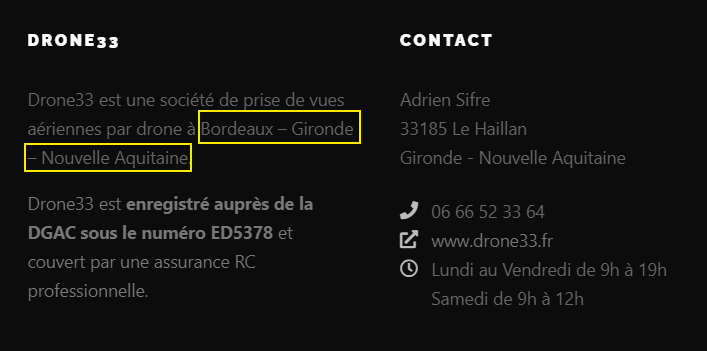 DRONE33
Drone33 est une société de prise de vues
aériennes par drone à Bordeaux – Gironde
– Nouvelle Aquitaine.
Drone33 est enregistré auprès de la
DGAC sous le numéro ED5378 et
couvert par une assurance RC
professionnelle.
CONTACT
Adrien Sifre
33185 Le Haillan
Gironde - Nouvelle Aquitaine
06 66 52 33 64
www.drone33.fr
Lundi au Vendredi de 9h à 19h
Samedi de 9h à 12h